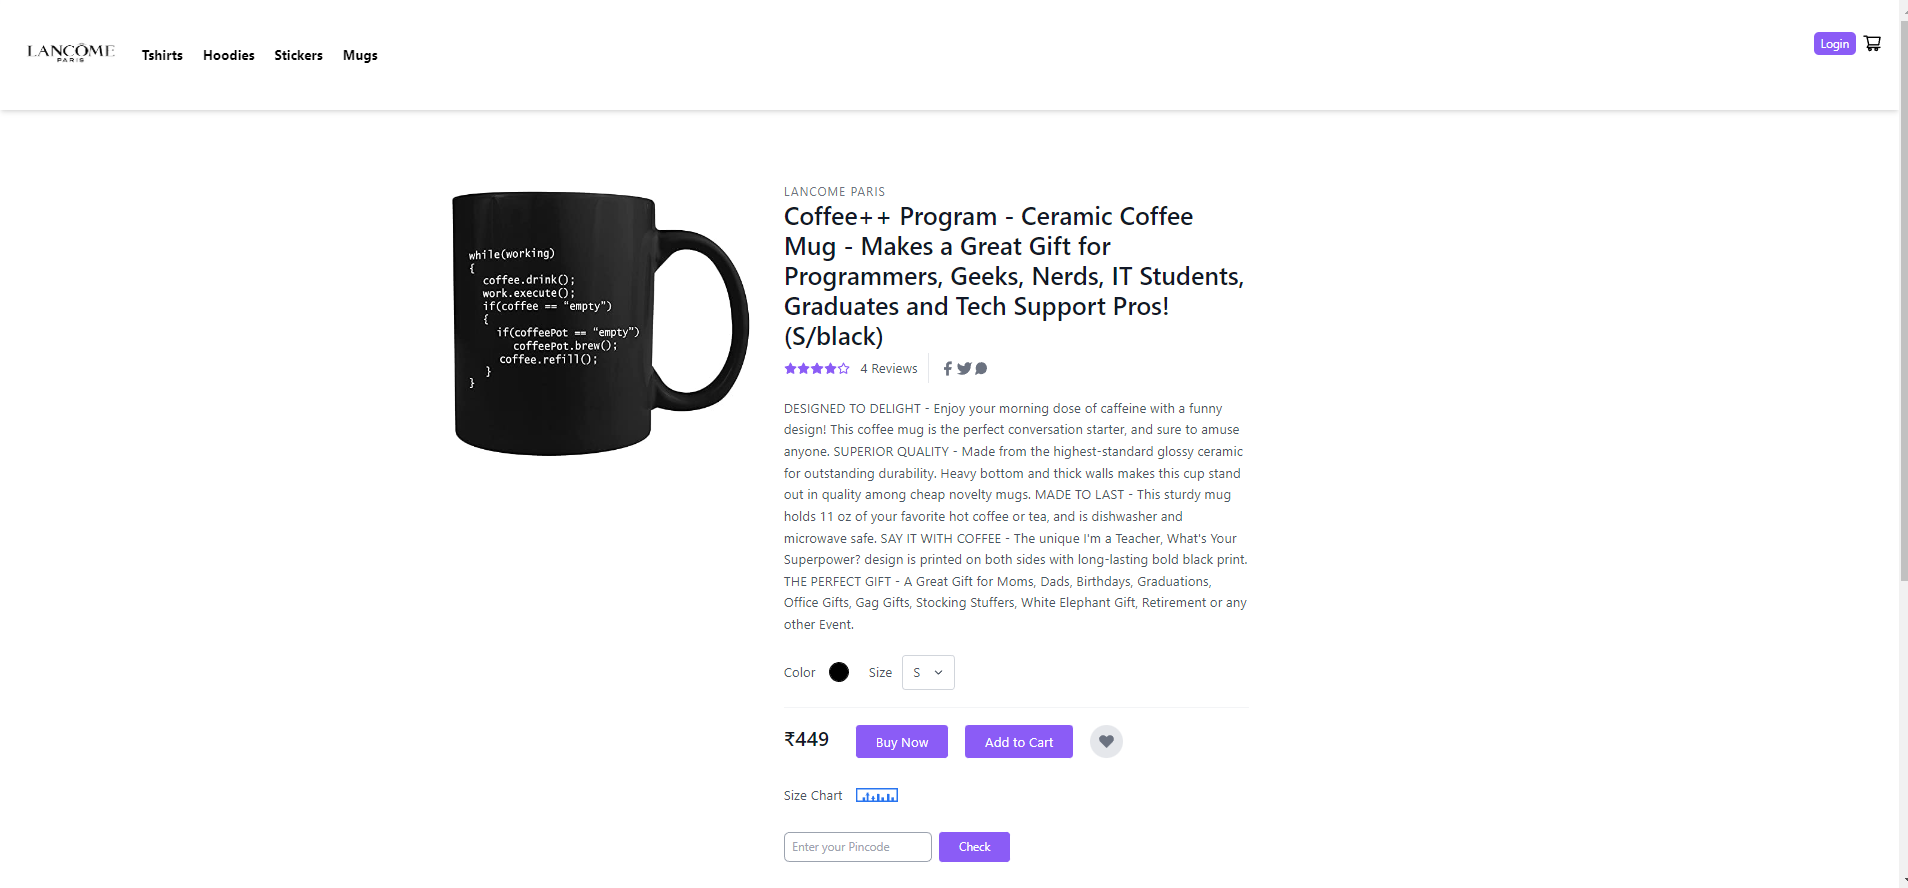 LANCÔME
PARIS
Tshirts
Hoodies
Stickers
Mugs
Login
while(working)
{
coffee.drink();
work.execute();
if(coffee == “empty”)
{
if(coffeePot == “empty”)
coffeePot.brew();
coffee.refill();
}
}
LANCOME PARIS
Coffee++ Program - Ceramic Coffee
Mug - Makes a Great Gift for
Programmers, Geeks, Nerds, IT Students,
Graduates and Tech Support Pros!
(S/black)
4 Reviews
DESIGNED TO DELIGHT - Enjoy your morning dose of caffeine with a funny
design! This coffee mug is the perfect conversation starter, and sure to amuse
anyone. SUPERIOR QUALITY - Made from the highest-standard glossy ceramic
for outstanding durability. Heavy bottom and thick walls makes this cup stand
out in quality among cheap novelty mugs. MADE TO LAST - This sturdy mug
holds 11 oz of your favorite hot coffee or tea, and is dishwasher and
microwave safe. SAY IT WITH COFFEE - The unique I'm a Teacher, What's Your
Superpower? design is printed on both sides with long-lasting bold black print.
THE PERFECT GIFT - A Great Gift for Moms, Dads, Birthdays, Graduations,
Office Gifts, Gag Gifts, Stocking Stuffers, White Elephant Gift, Retirement or any
other Event.
Color
Size
S
₹449
Buy Now
Add to Cart
Size Chart
Enter your Pincode
Check